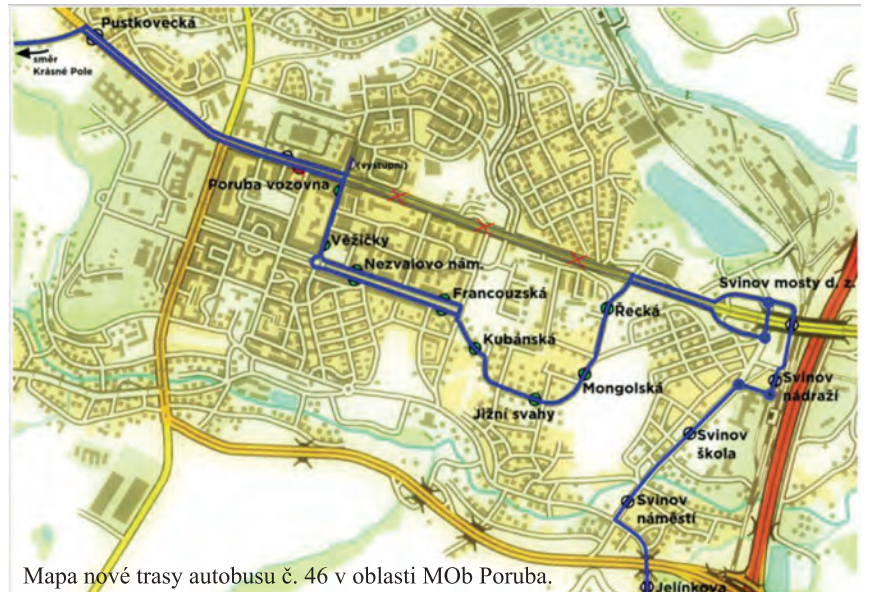 Pustkovecká
směr
Krásné Pole
(výstupní)
Poruba vozovna
Věžičky
Nezvalovo nám.
Francouzská
Svinov mosty d. z.
Řecká
Kubánská
Mongolská
Svinov
nádraží
Jižní svahy
Svinov
škola
Svinov
náměstí
Mapa nové trasy autobusu č. 46 v oblasti MOb Poruba.
Jelínkova